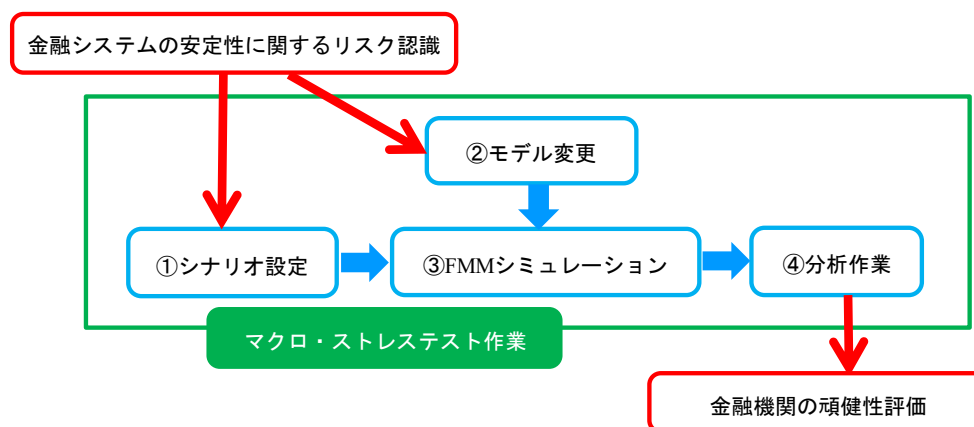 金融システムの安定性に関するリスク認識
②モデル変更
①シナリオ設定
③FMMシミュレーション
④分析作業
マクロ・ストレステスト作業
金融機関の頑健性評価